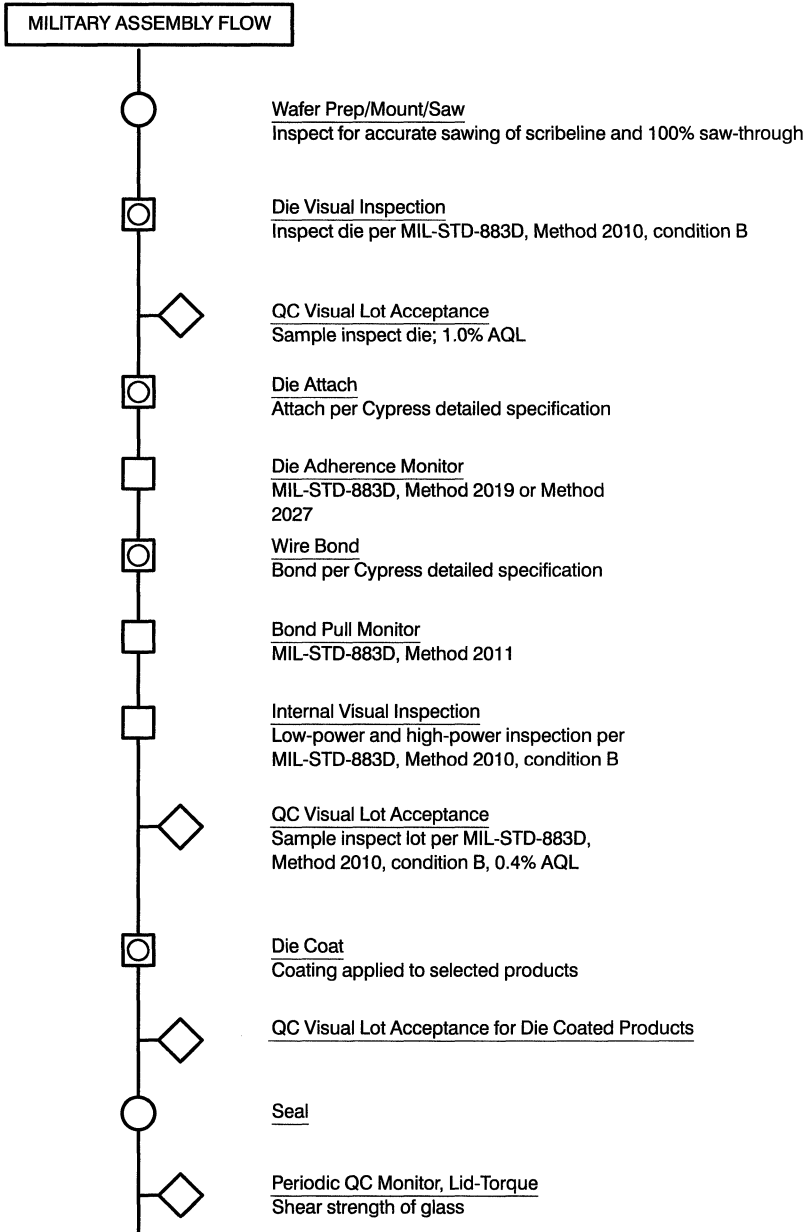 MILITARY ASSEMBLY FLOW
Wafer Prep/Mount/Saw
Inspect for accurate sawing of scribeline and 100% saw-through
Die Visual Inspection
Inspect die per MIL-STD-883D, Method 2010, condition B
QC Visual Lot Acceptance
Sample inspect die; 1.0% AQL
Die Attach
Attach per Cypress detailed specification
Die Adherence Monitor
MIL-STD-883D, Method 2019 or Method
2027
Wire Bond
Bond per Cypress detailed specification
Bond Pull Monitor
MIL-STD-883D, Method 2011
Internal Visual Inspection
Low-power and high-power inspection per
MIL-STD-883D, Method 2010, condition B
QC Visual Lot Acceptance
Sample inspect lot per MIL-STD-883D,
Method 2010, condition B, 0.4% AQL
Die Coat
Coating applied to selected products
QC Visual Lot Acceptance for Die Coated Products
Seal
Periodic QC Monitor, Lid-Torque
Shear strength of glass